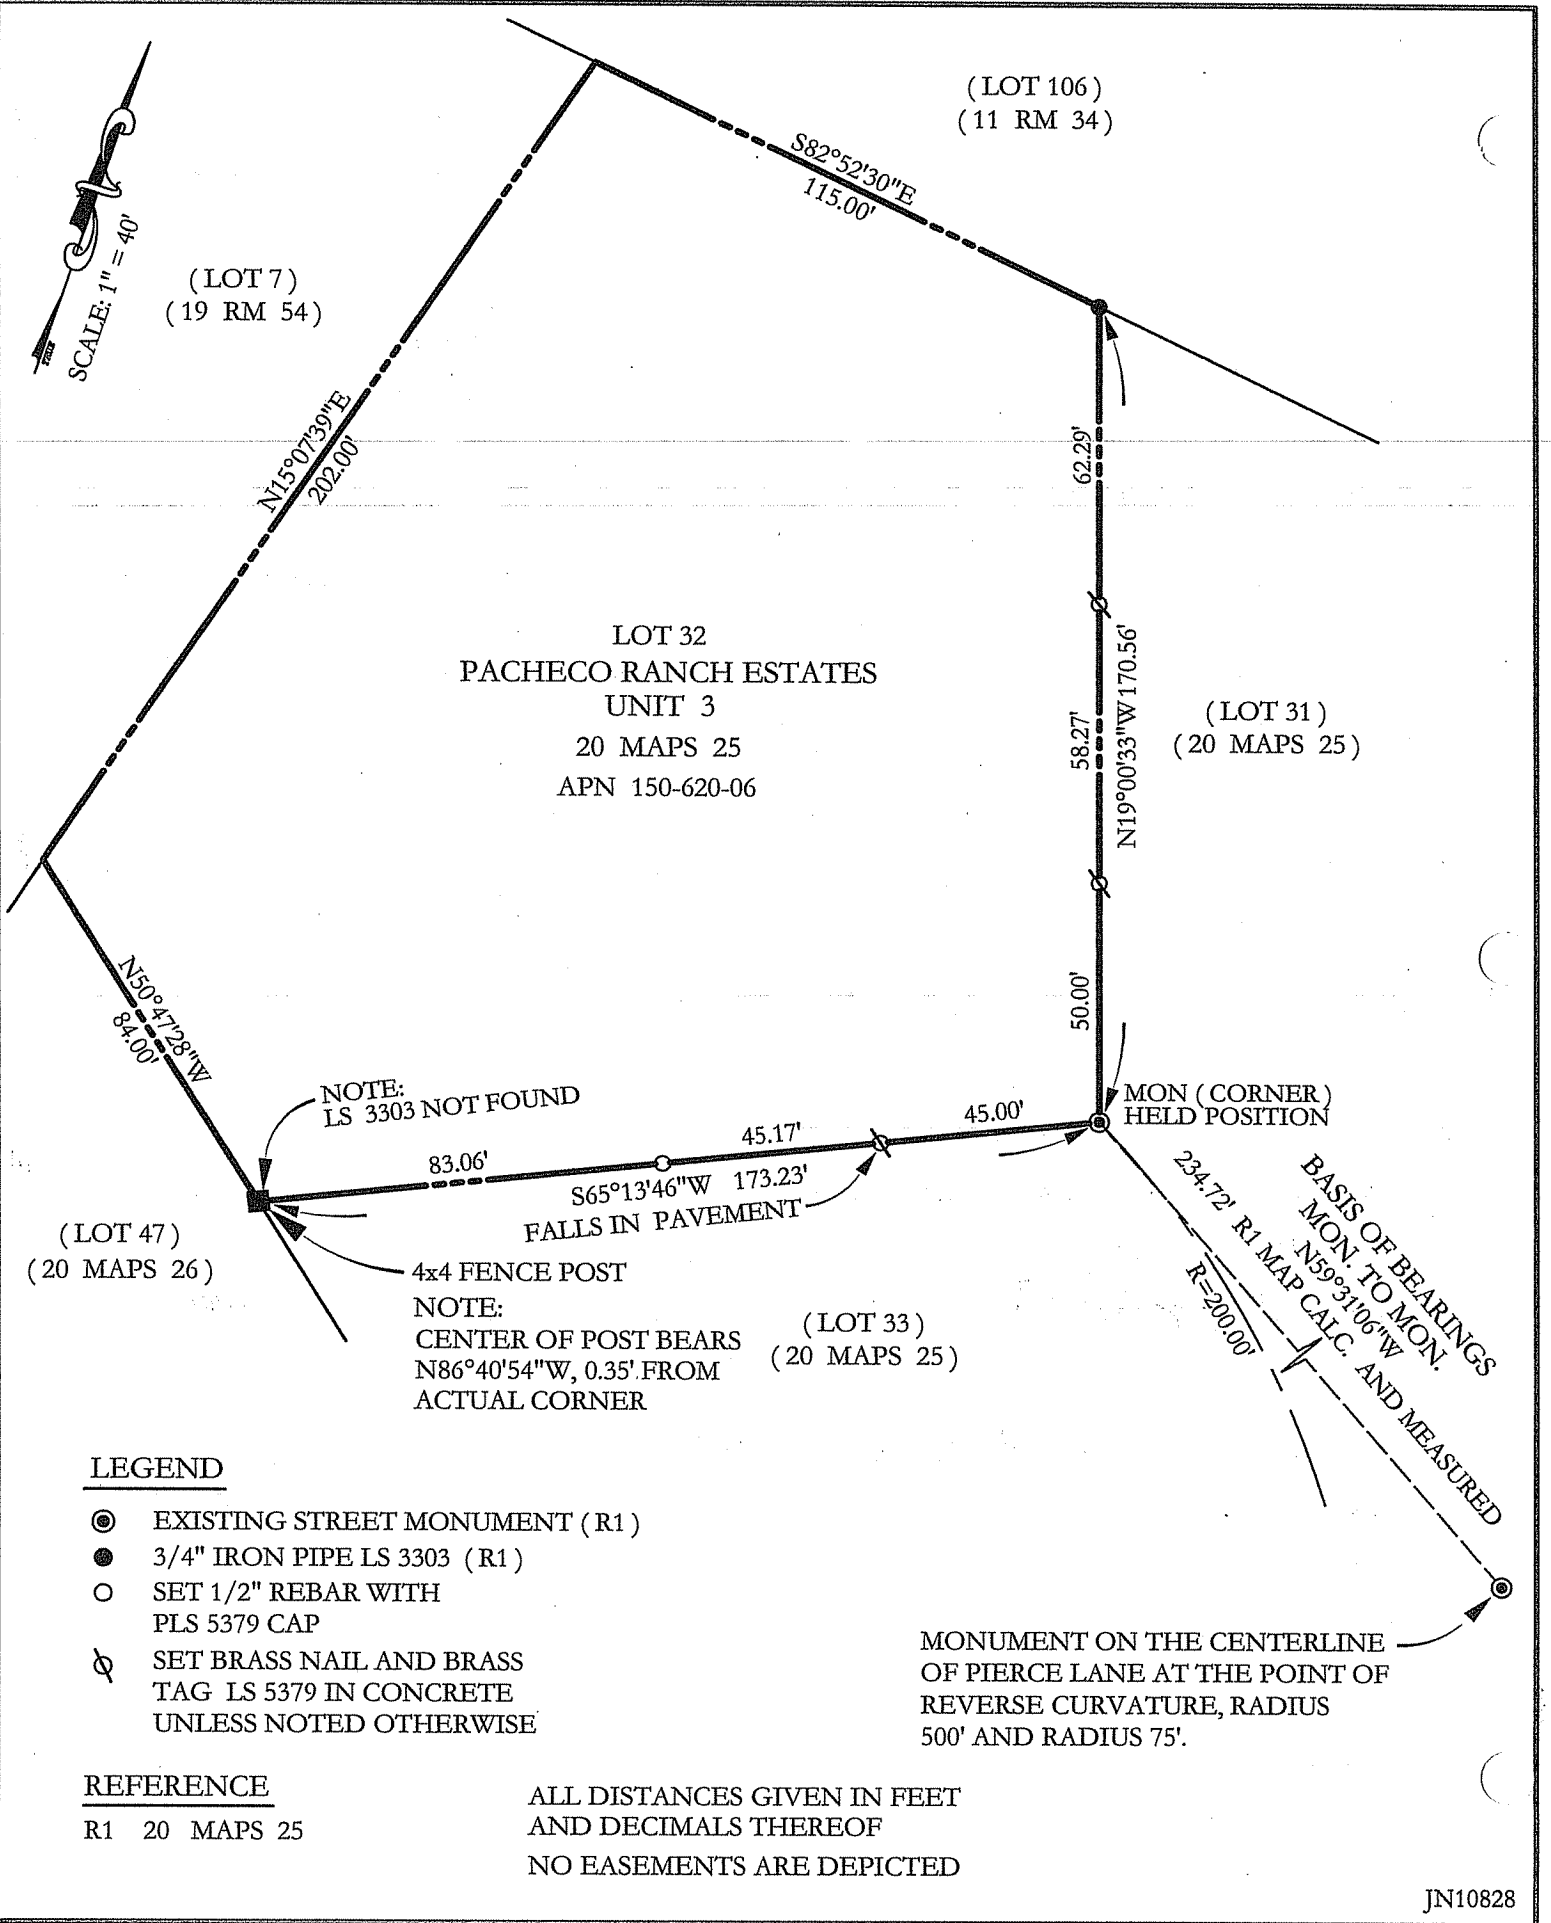 ( LOT 106 )
( 11 RM 34 )
S82°52'30"E
115.00'
SCALE: 1" = 40'
( LOT 7 )
( 19 RM 54 )
N15°07'39"E
202.00'
62.29'
LOT 32
PACHECO RANCH ESTATES
UNIT 3
20 MAPS 25
APN 150-620-06
58.27'
N19°00'33"W 170.56'
( LOT 31 )
( 20 MAPS 25 )
N50°47'28"W
84.00'
50.00'
NOTE:
LS 3303 NOT FOUND
MON ( CORNER )
HELD POSITION
83.06'
45.17'
45.00'
S65°13'46"W 173.23'
FALLS IN PAVEMENT
( LOT 47 )
( 20 MAPS 26 )
4x4 FENCE POST
NOTE:
CENTER OF POST BEARS
N86°40'54"W, 0.35' FROM
ACTUAL CORNER
( LOT 33 )
( 20 MAPS 25 )
BASIS OF BEARINGS
MON. TO MON.
N59°31'06"W
234.72' R1 MAP CALC. AND MEASURED
R=200.00'
LEGEND
EXISTING STREET MONUMENT ( R1 )
3/4" IRON PIPE LS 3303 ( R1 )
SET 1/2" REBAR WITH
PLS 5379 CAP
SET BRASS NAIL AND BRASS
TAG LS 5379 IN CONCRETE
UNLESS NOTED OTHERWISE
MONUMENT ON THE CENTERLINE
OF PIERCE LANE AT THE POINT OF
REVERSE CURVATURE, RADIUS
500' AND RADIUS 75'.
REFERENCE
R1 20 MAPS 25
ALL DISTANCES GIVEN IN FEET
AND DECIMALS THEREOF
NO EASEMENTS ARE DEPICTED
JN10828